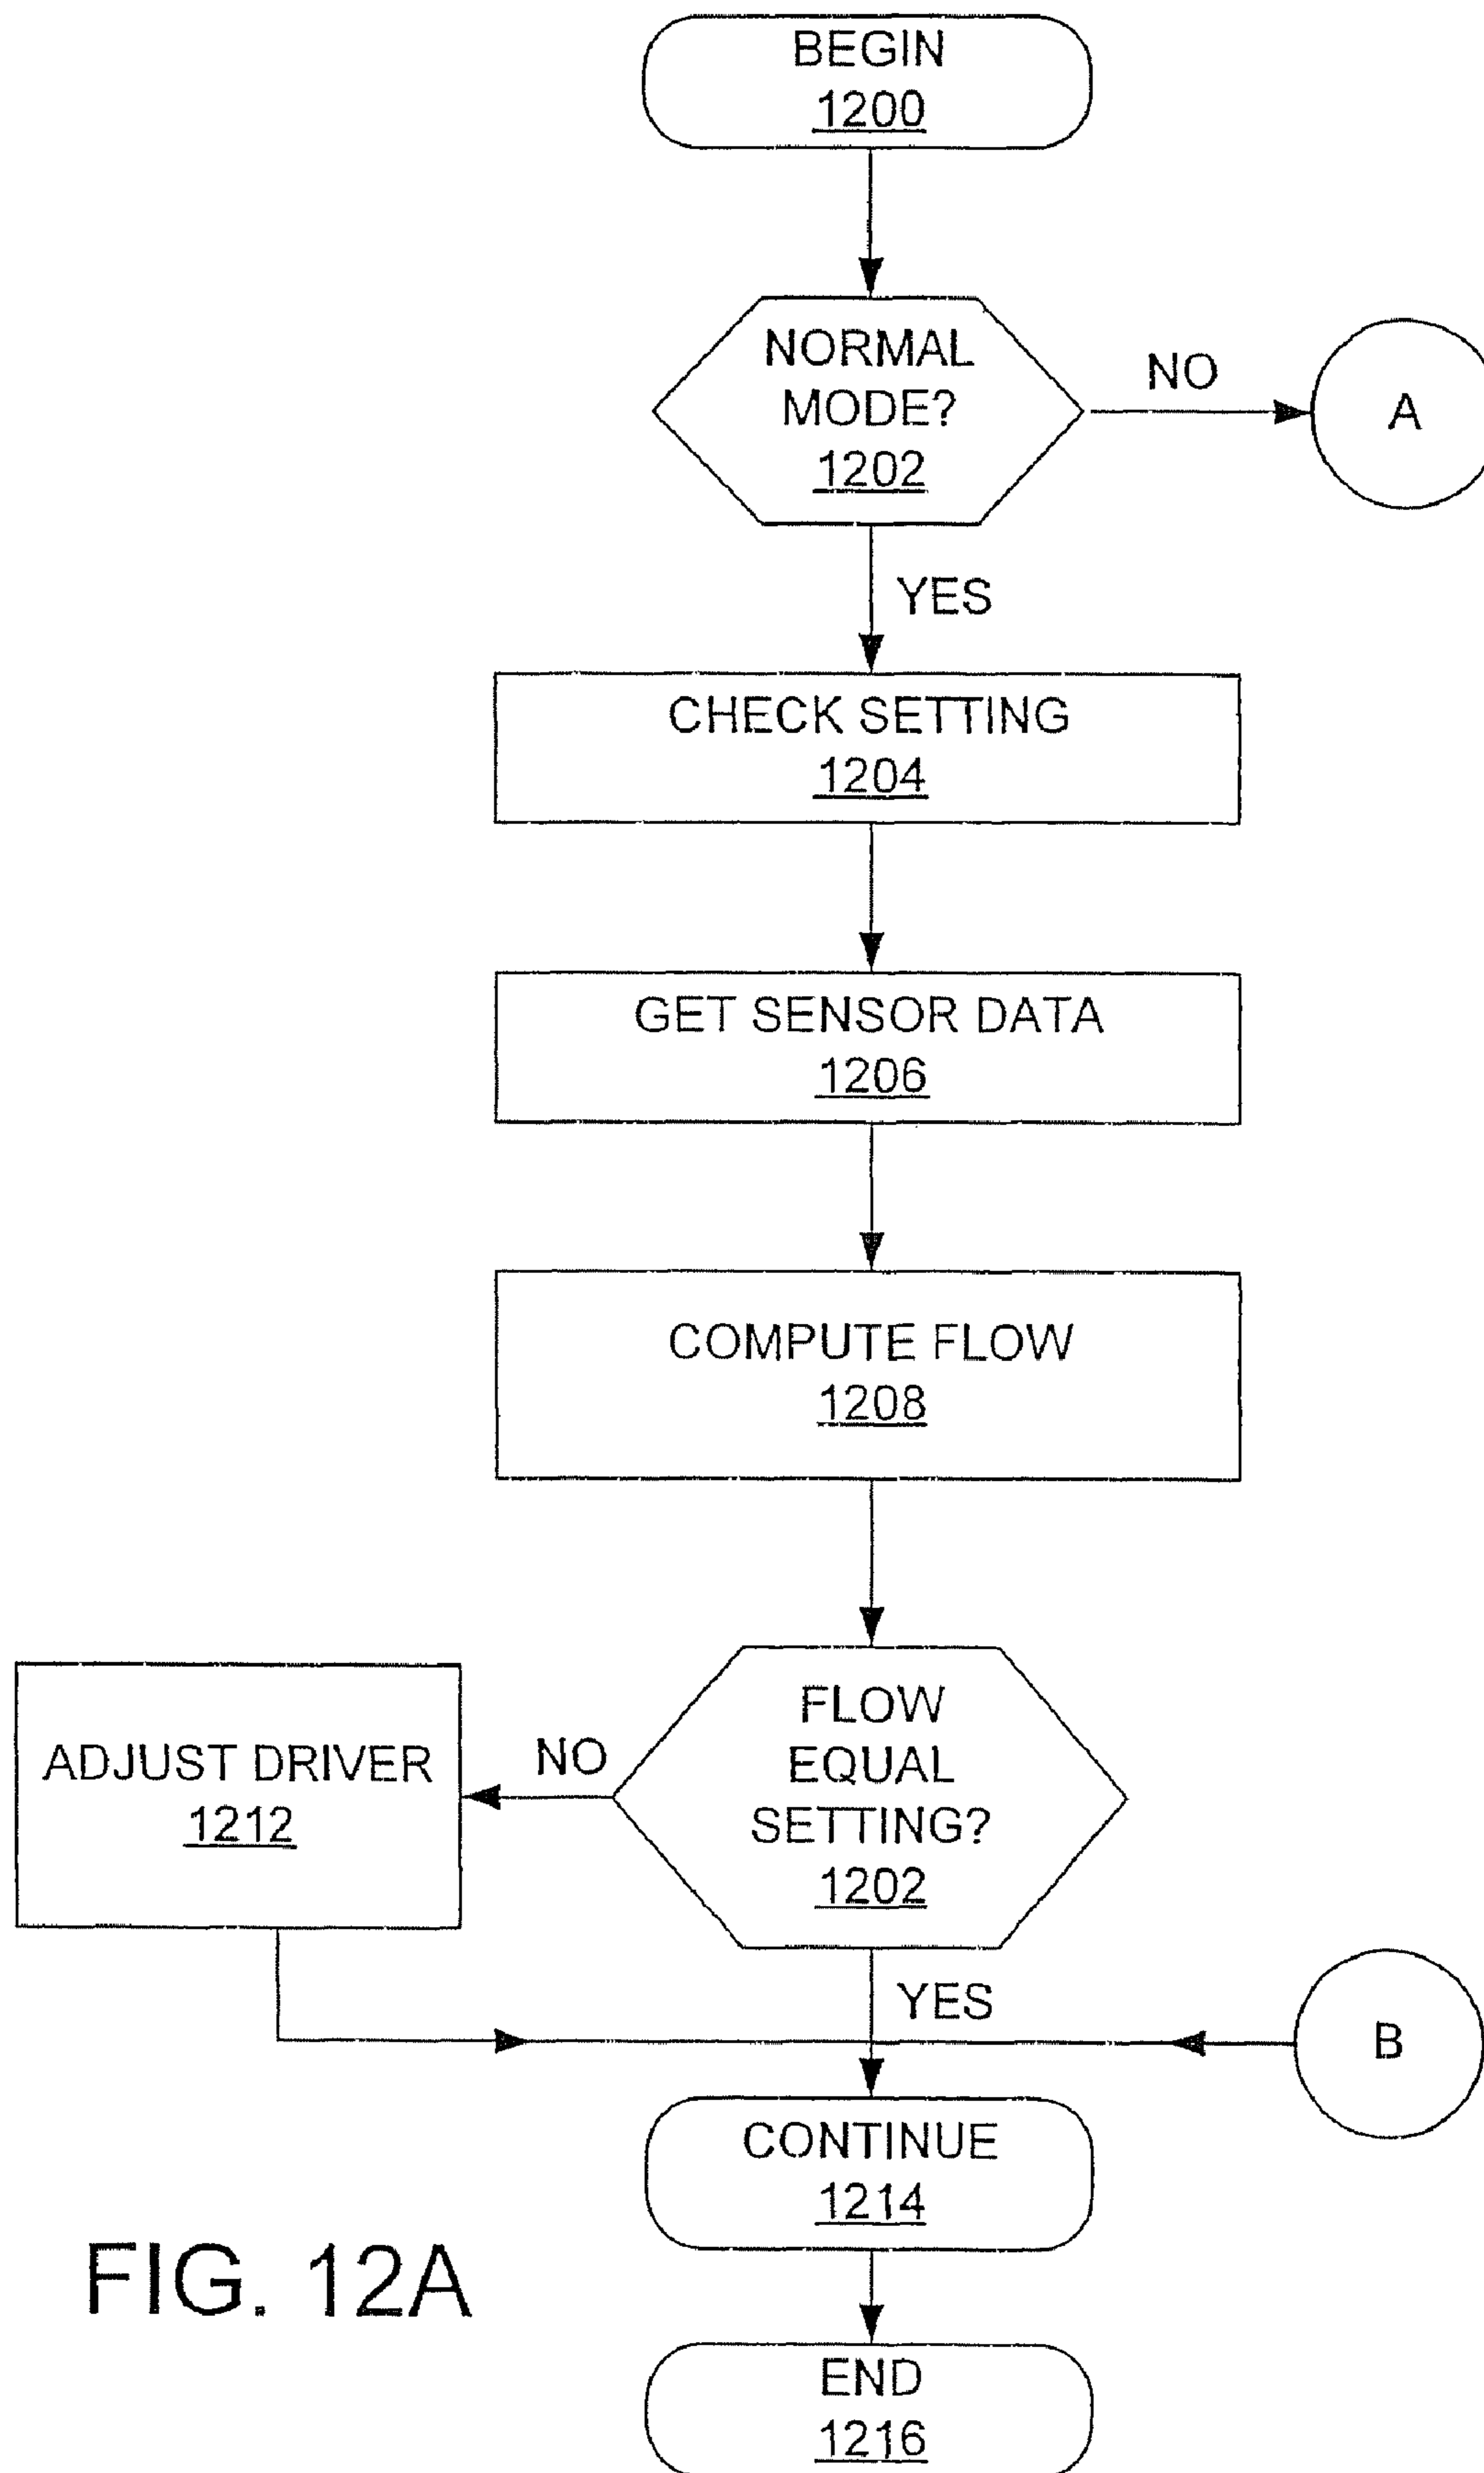 BEGIN
1200
NORMAL
MODE?
1202
NO
A
YES
CHECK SETTING
1204
GET SENSOR DATA
1206
COMPUTE FLOW
1208
FLOW
EQUAL
SETTING?
1202
NO
ADJUST DRIVER
1212
YES
B
CONTINUE
1214
END
1216
FIG. 12A